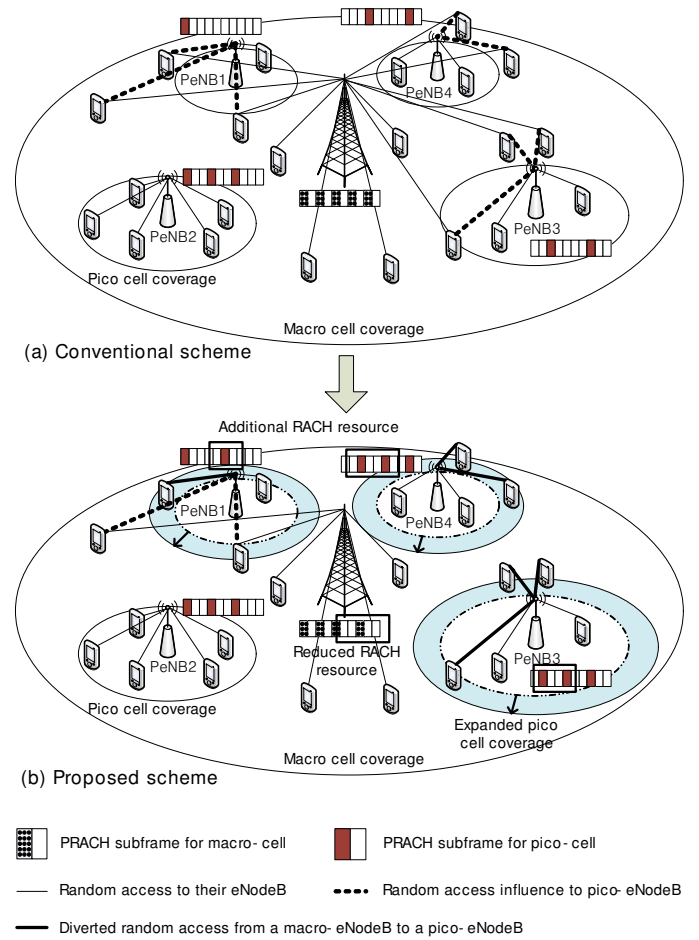 PeNB1
PeNB4
PeNB2
PeNB3
Pico cell coverage
Macro cell coverage
(a) Conventional scheme
Additional RACH resource
PeNB1
PeNB4
Reduced RACH
resource
PeNB2
PeNB3
Pico cell coverage
Expanded pico
cell coverage
Macro cell coverage
(b) Proposed scheme
PRACH subframe for macro- cell
PRACH subframe for pico- cell
Random access to their eNodeB
Random access influence to pico- eNodeB
Diverted random access from a macro- eNodeB to a pico- eNodeB